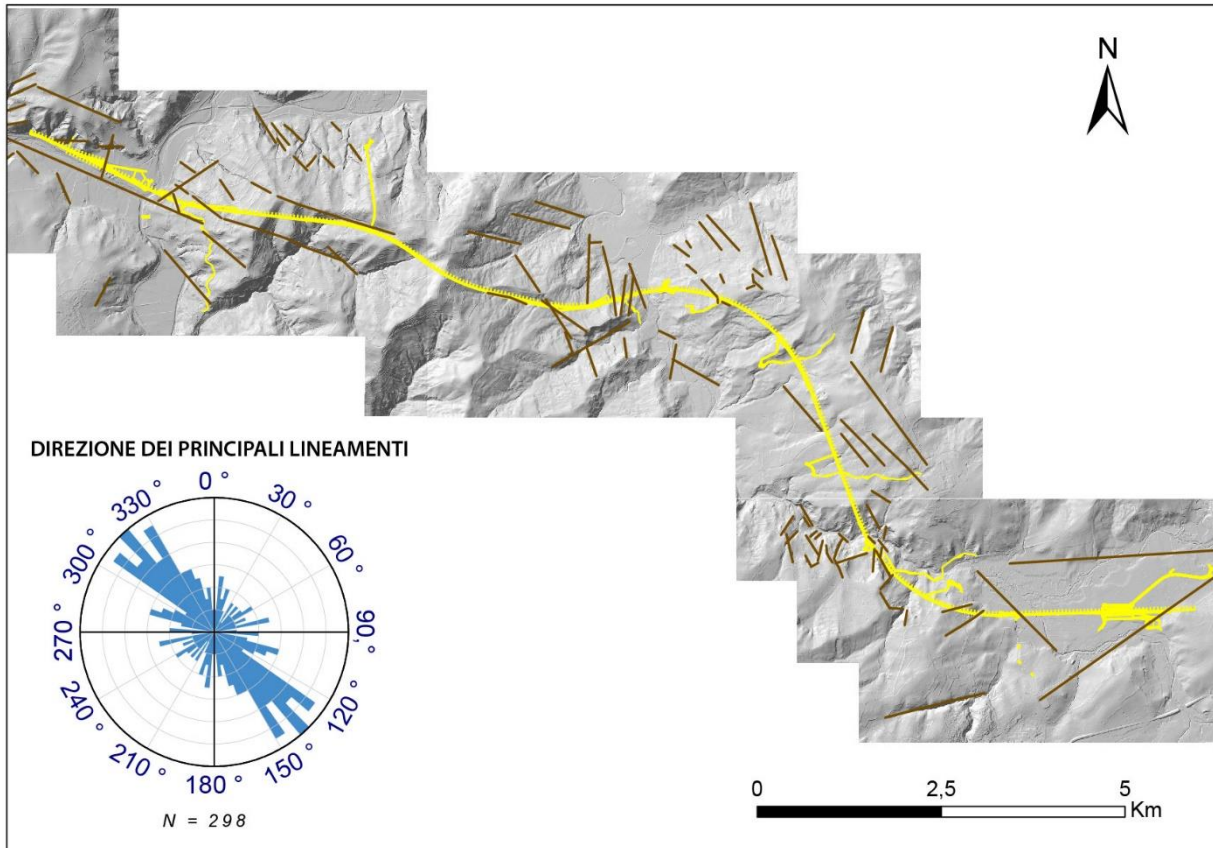 N
DIREZIONE DEI PRINCIPALI LINEAMENTI
0 °
30 °
60 °
90 °
120 °
150 °
180 °
210 °
240 °
270 °
300 °
330 °
N = 298
0 2,5 5
Km